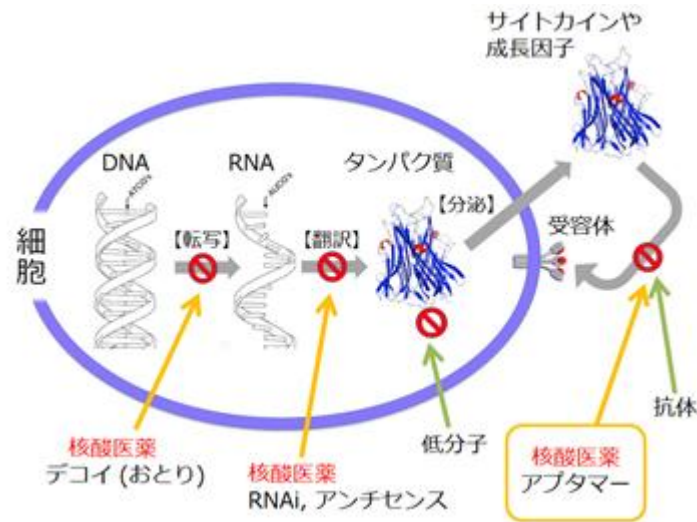 サイトカインや
成長因子
DNA
RNA
タンパク質
ATCG's
AUCG's
【転写】
【翻訳】
【分泌】
受容体
細胞
核酸医薬
デコイ (おとり)
核酸医薬
RNAi, アンチセンス
低分子
核酸医薬
アプタマー
抗体